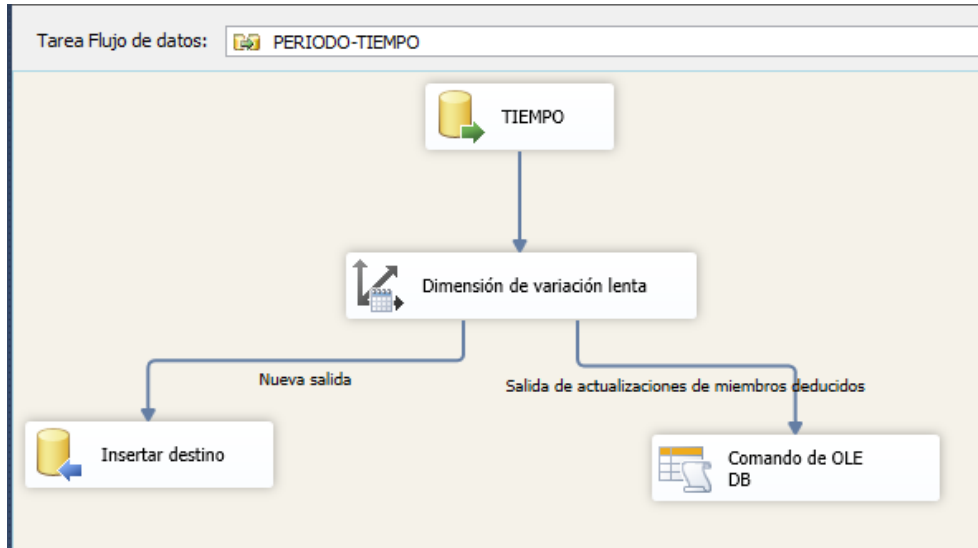 Tarea Flujo de datos: PERIODO-TIEMPO
TIEMPO
Dimensión de variación lenta
Nueva salida
Salida de actualizaciones de miembros deducidos
Insertar destino
Comando de OLE
DB